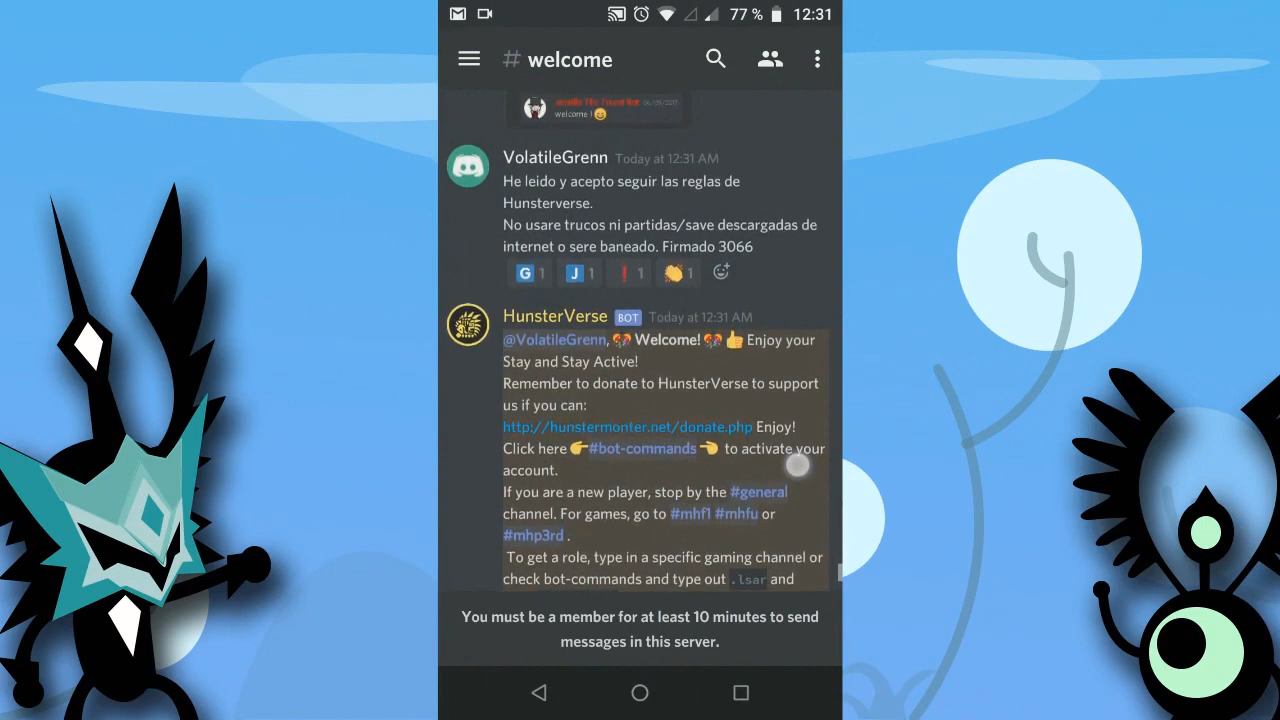 77 % 12:31
# welcome
06/05/2017
welcome !
VolatileGrenn Today at 12:31 AM
He leido y acepto seguir las reglas de
Hunsterverse.
No usare trucos ni partidas/save descargadas de
internet o sere baneado. Firmado 3066
G 1 J 1 ❗ 1 👏 1
HunsterVerse BOT Today at 12:31 AM
@VolatileGrenn, 🎊 Welcome! 🎊 👍 Enjoy your
Stay and Stay Active!
Remember to donate to HunsterVerse to support
us if you can:
http://hunstermonter.net/donate.php Enjoy!
Click here 👉#bot-commands 👈 to activate your
account.
If you are a new player, stop by the #general
channel. For games, go to #mhf1 #mhfu or
#mhp3rd .
To get a role, type in a specific gaming channel or
check bot-commands and type out .lsar and
You must be a member for at least 10 minutes to send
messages in this server.